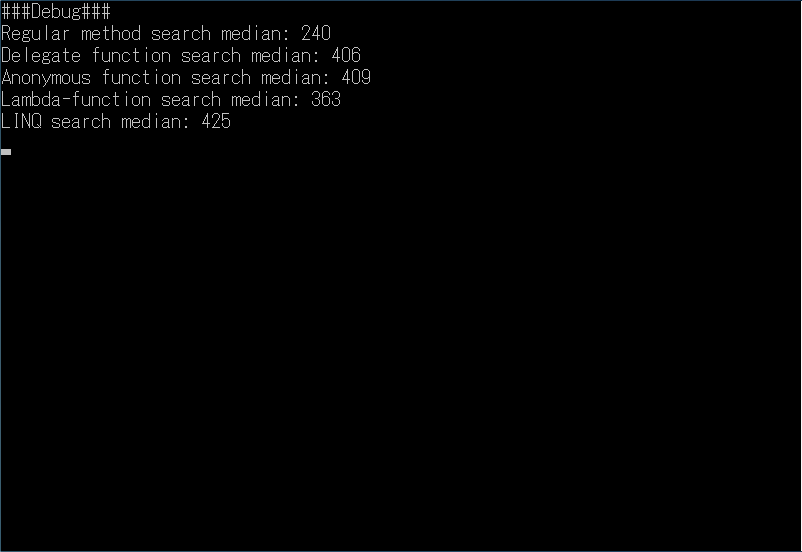 ###Debug###
Regular method search median: 240
Delegate function search median: 406
Anonymous function search median: 409
Lambda-function search median: 363
LINQ search median: 425